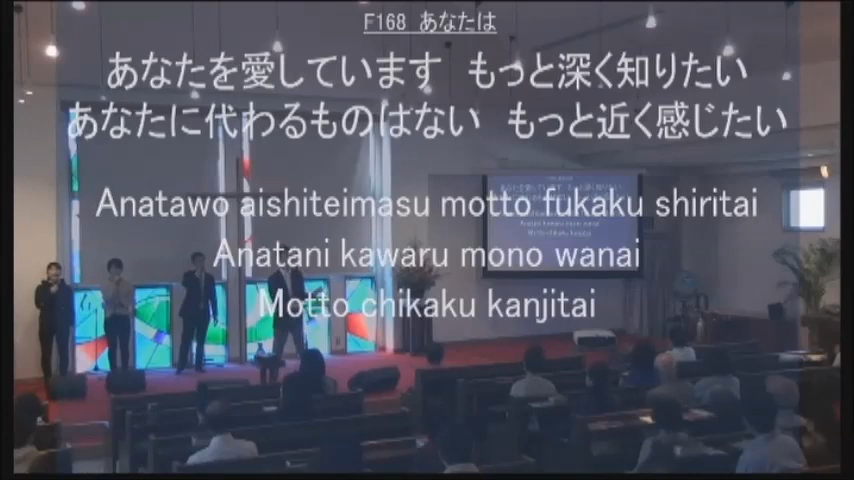 F168 あなたは
あなたを愛しています もっと深く知りたい
あなたに代わるものはない もっと近く感じたい
Anatawo aishiteimasu motto fukaku shiritai
Anatani kawaru mono wanai
Motto chikaku kanjitai